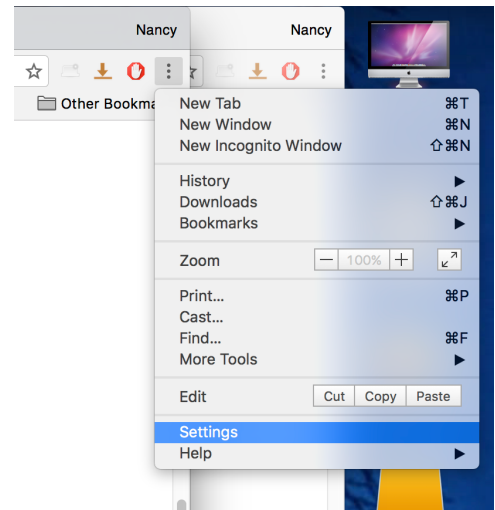 Nancy
Nancy
Other Bookma
New Tab ⌘T
New Window ⌘N
New Incognito Window ⇧⌘N
History ▶
Downloads ⇧⌘J
Bookmarks ▶
Zoom — 100% +
Print... ⌘P
Cast...
Find... ⌘F
More Tools ▶
Edit Cut Copy Paste
Settings
Help ▶